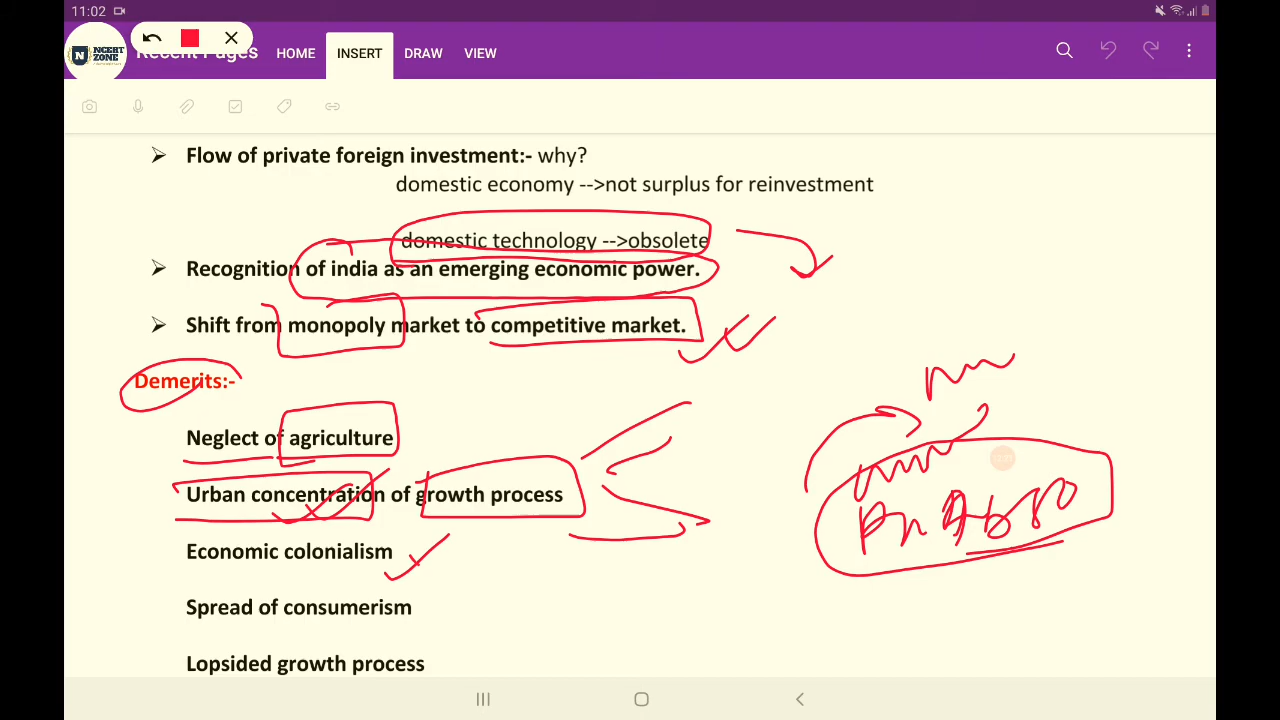 11:02
NCERT ZONE
Recent Pages HOME INSERT DRAW VIEW
➢ Flow of private foreign investment:- why?
domestic economy -->not surplus for reinvestment
domestic technology -->obsolete
➢ Recognition of india as an emerging economic power.
➢ Shift from monopoly market to competitive market.
Demerits:-
Neglect of agriculture
Urban concentration of growth process
Economic colonialism
Spread of consumerism
Lopsided growth process